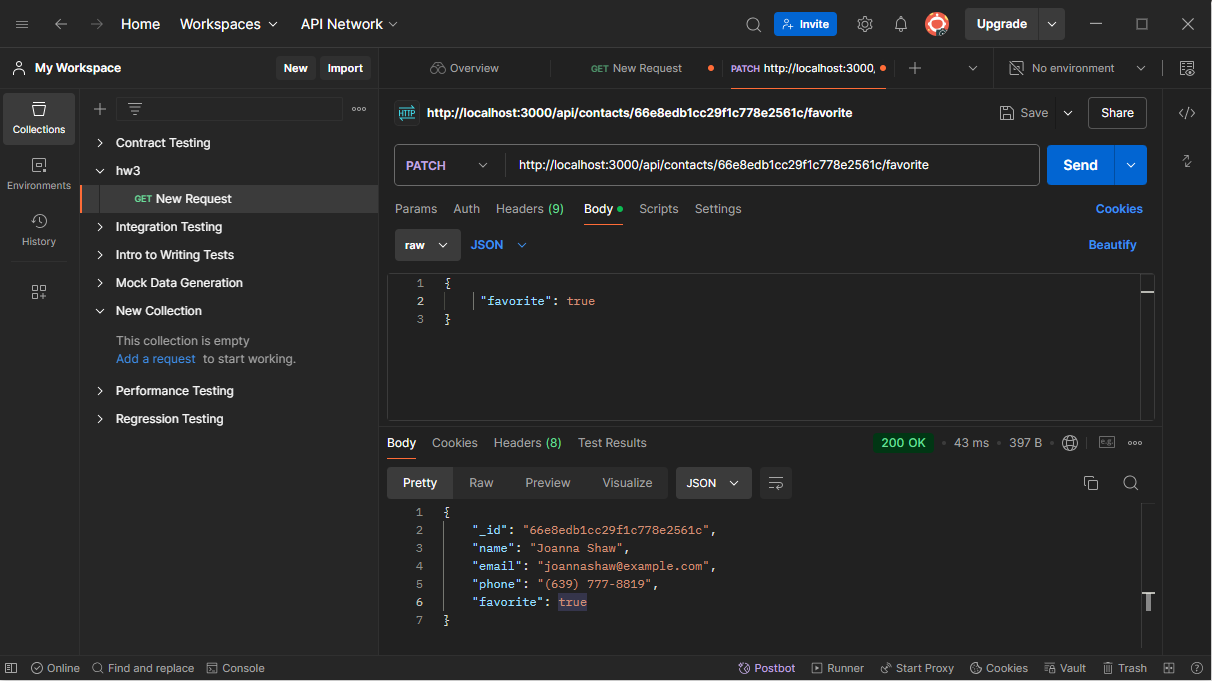 Home Workspaces API Network Invite Upgrade
My Workspace New Import Overview GET New Request PATCH http://localhost:3000, No environment
Collections
Environments
History
Contract Testing
hw3
GET New Request
Integration Testing
Intro to Writing Tests
Mock Data Generation
New Collection
This collection is empty
Add a request to start working.
Performance Testing
Regression Testing
HTTP http://localhost:3000/api/contacts/66e8edb1cc29f1c778e2561c/favorite Save Share
PATCH http://localhost:3000/api/contacts/66e8edb1cc29f1c778e2561c/favorite Send
Params Auth Headers (9) Body Scripts Settings Cookies
raw JSON Beautify
1 {
2 "favorite": true
3 }
Body Cookies Headers (8) Test Results 200 OK 43 ms 397 B e.g.
Pretty Raw Preview Visualize JSON
1 {
2 "_id": "66e8edb1cc29f1c778e2561c",
3 "name": "Joanna Shaw",
4 "email": "joannashaw@example.com",
5 "phone": "(639) 777-8819",
6 "favorite": true
7 }
Online Find and replace Console Postbot Runner Start Proxy Cookies Vault Trash